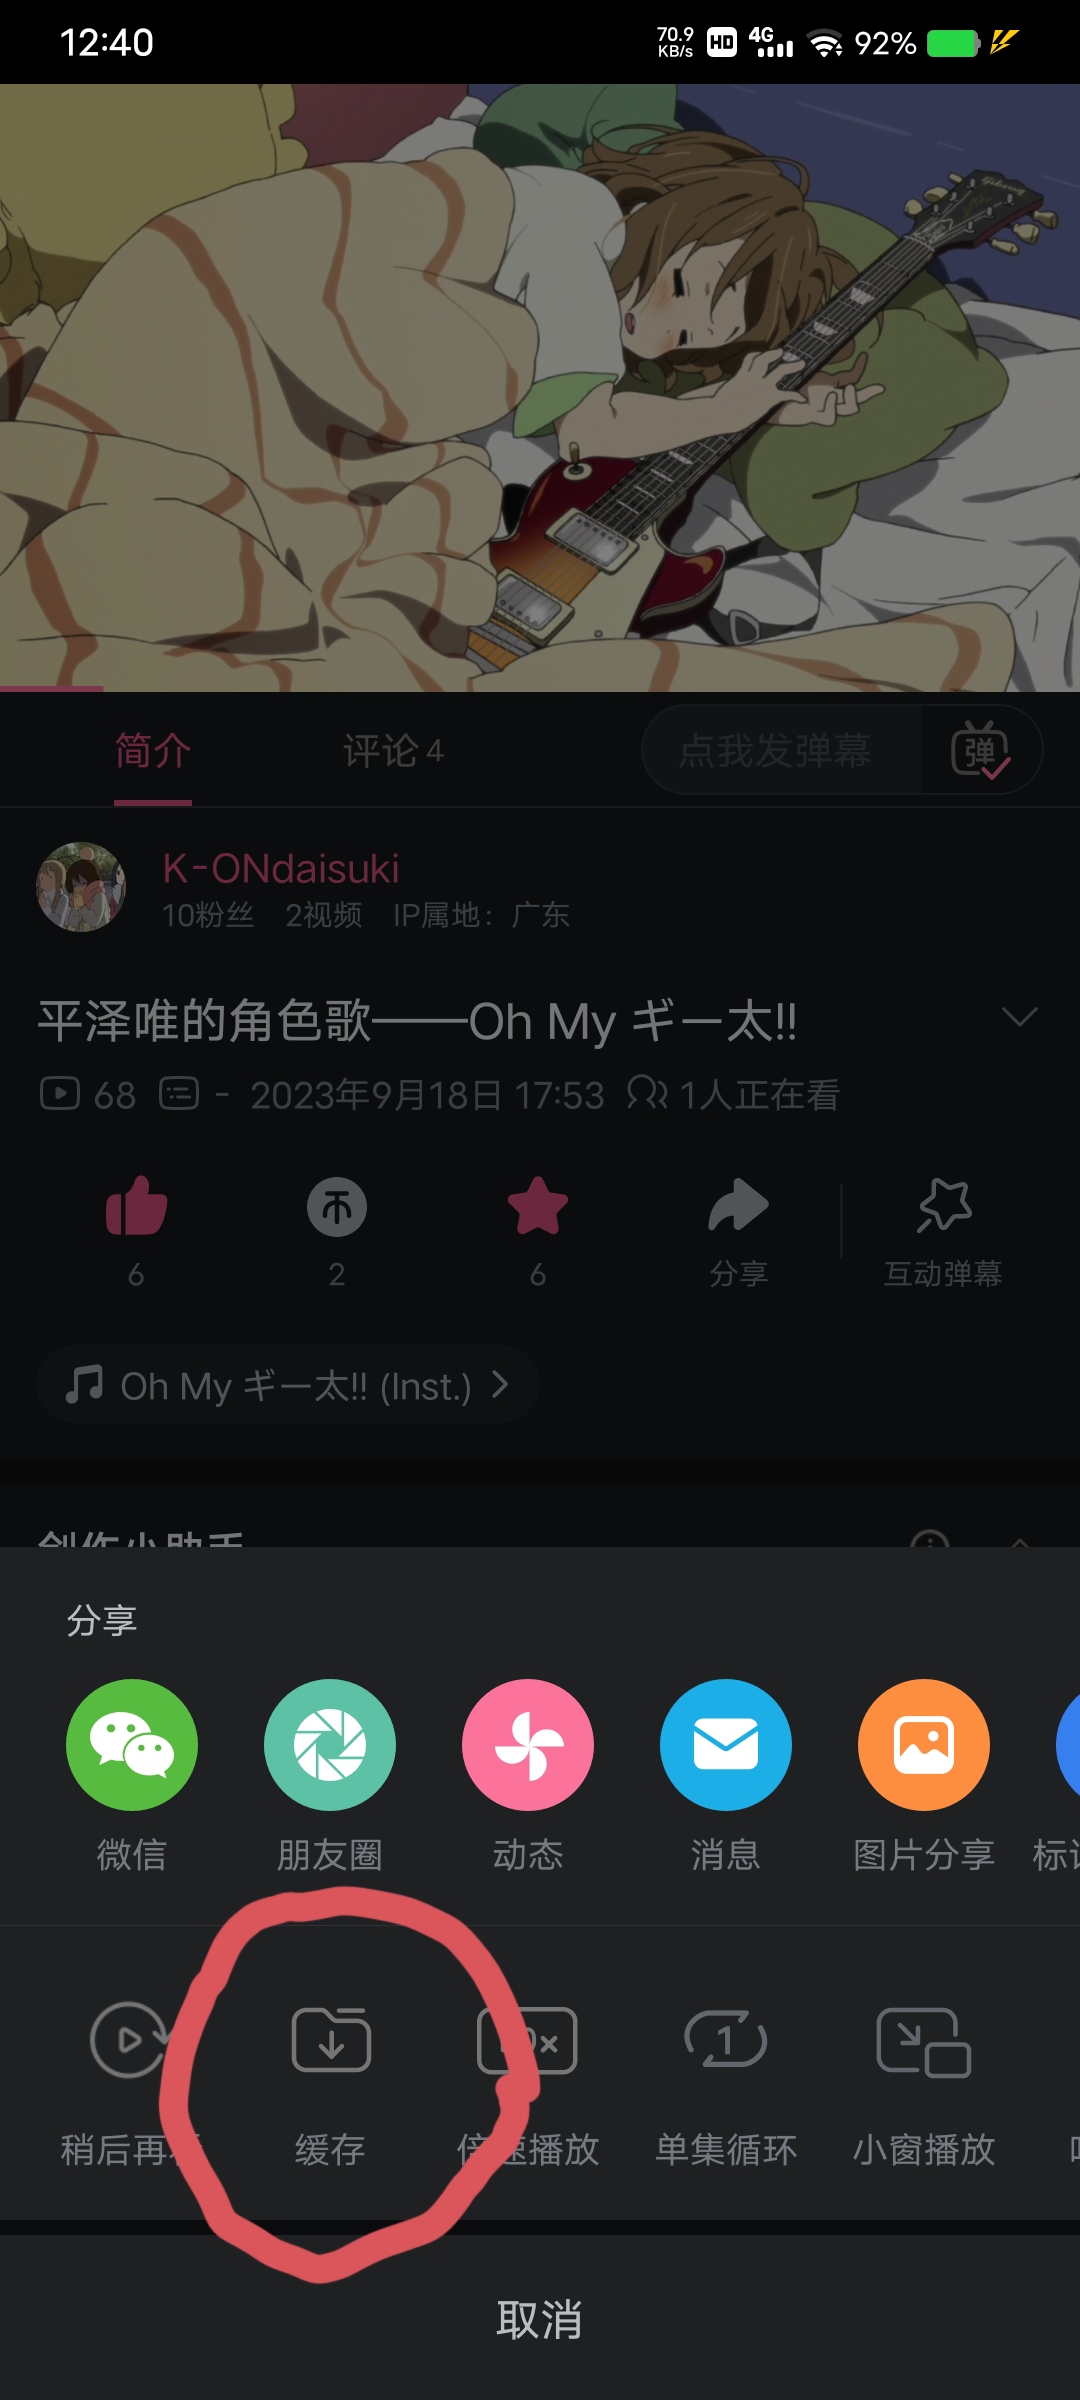 12:40
70.9 KB/s HD 4G 92%
简介
评论 4
点我发弹幕
弹
K-ONdaisuki
10粉丝 2视频 IP属地：广东
平泽唯的角色歌——Oh My ギー太!!
68 - 2023年9月18日 17:53 1人正在看
6
2
6
分享
互动弹幕
Oh My ギー太!! (Inst.)
创作小助手
分享
微信
朋友圈
动态
消息
图片分享
稍后再
缓存
倍速播放
1
单集循环
小窗播放
取消